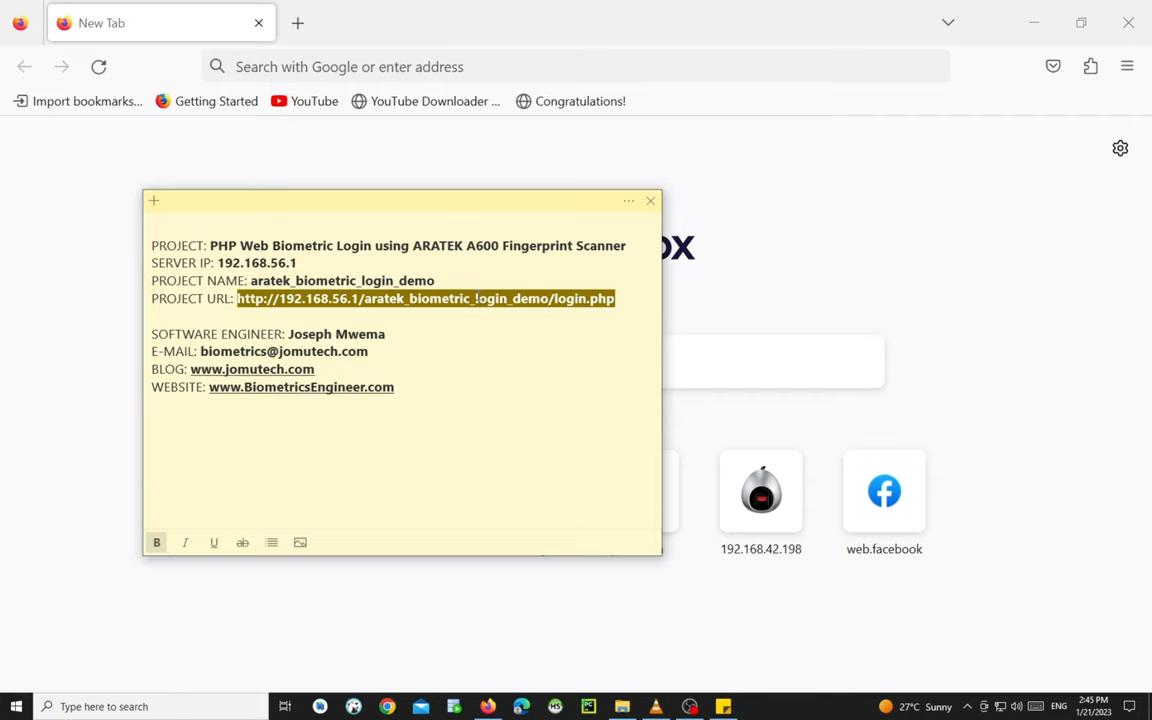 New Tab
Search with Google or enter address
Import bookmarks...
Getting Started
YouTube
YouTube Downloader ...
Congratulations!
ox
PROJECT: PHP Web Biometric Login using ARATEK A600 Fingerprint Scanner
SERVER IP: 192.168.56.1
PROJECT NAME: aratek_biometric_login_demo
PROJECT URL: http://192.168.56.1/aratek_biometric_login_demo/login.php
SOFTWARE ENGINEER: Joseph Mwema
E-MAIL: biometrics@jomutech.com
BLOG: www.jomutech.com
WEBSITE: www.BiometricsEngineer.com
B I U ab
192.168.42.198
web.facebook
Type here to search
HS
PC
27°C Sunny
ENG
2:45 PM
1/21/2023